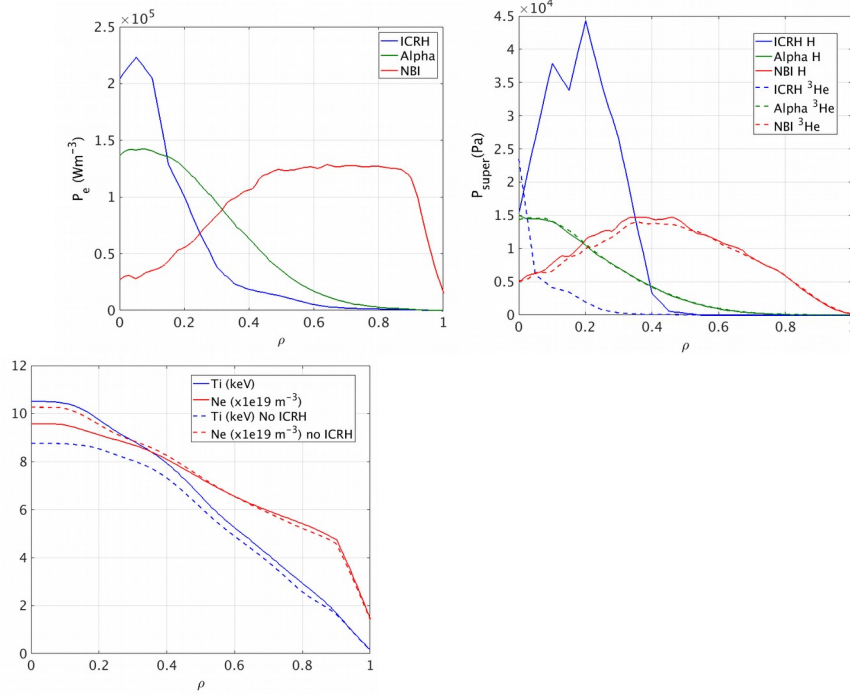 ×10⁵
2.5
2
1.5
1
0.5
0
P_e (Wm⁻³)
0 0.2 0.4 0.6 0.8 1
ρ
ICRH
Alpha
NBI
×10⁴
4.5
4
3.5
3
2.5
2
1.5
1
0.5
0
P_super(Pa)
0 0.2 0.4 0.6 0.8 1
ρ
ICRH H
Alpha H
NBI H
ICRH ³He
Alpha ³He
NBI ³He
12
10
8
6
4
2
0
0 0.2 0.4 0.6 0.8 1
ρ
Ti (keV)
Ne (x1e19 m⁻³)
Ti (keV) No ICRH
Ne (x1e19 m⁻³) no ICRH